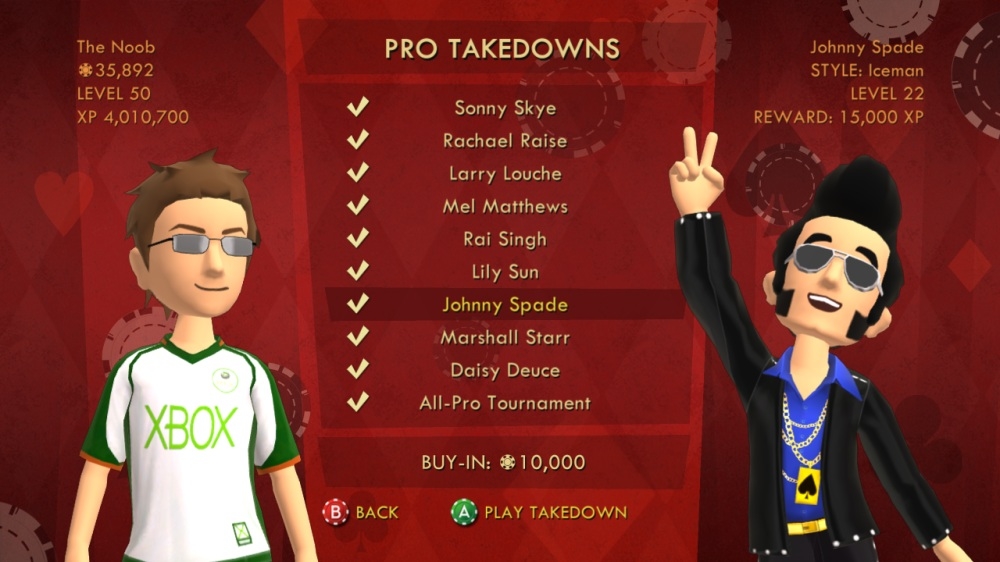 The Noob
35,892
LEVEL 50
XP 4,010,700
PRO TAKEDOWNS
Johnny Spade
STYLE: Iceman
LEVEL 22
REWARD: 15,000 XP
Sonny Skye
Rachael Raise
Larry Louche
Mel Matthews
Rai Singh
Lily Sun
Johnny Spade
Marshall Starr
Daisy Deuce
All-Pro Tournament
XBOX
BUY-IN: 10,000
B BACK
A PLAY TAKEDOWN